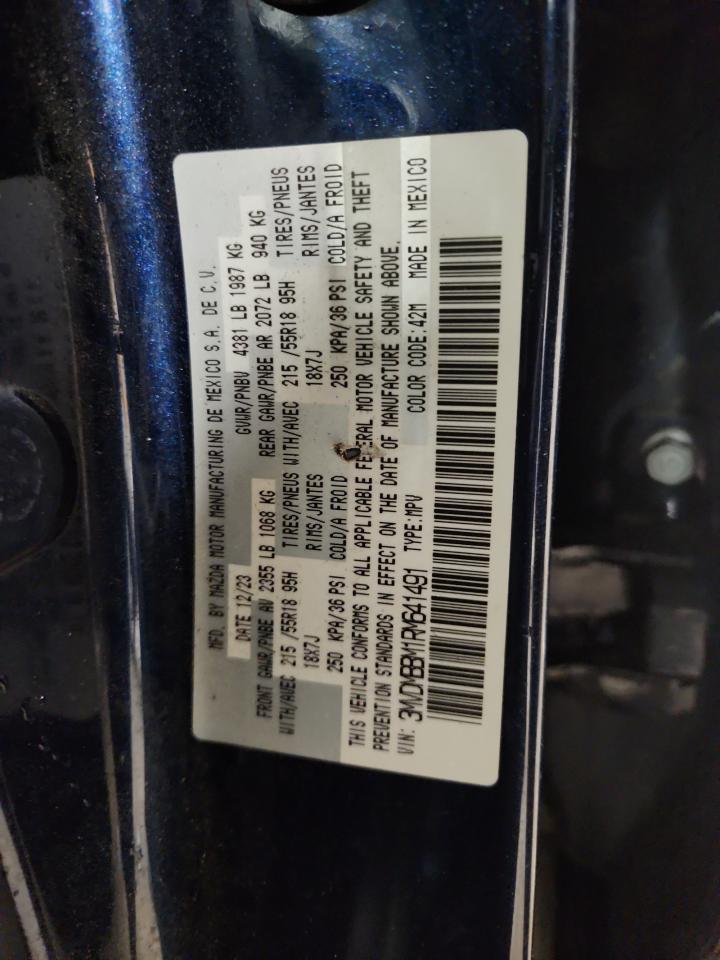 MFD. BY MAZDA MOTOR MANUFACTURING DE MEXICO S.A. DE C.V.
DATE 12/23 GVWR/PNBV 4381 LB 1987 KG
FRONT GAWR/PNBE AV 2355 LB 1068 KG REAR GAWR/PNBE AR 2072 LB 940 KG
WITH/AVEC 215 /55R18 95H TIRES/PNEUS WITH/AVEC 215 /55R18 95H TIRES/PNEUS
18X7J RIMS/JANTES 18X7J RIMS/JANTES
250 KPA/36 PSI COLD/A FROID 250 KPA/36 PSI COLD/A FROID
THIS VEHICLE CONFORMS TO ALL APPLICABLE FEDERAL MOTOR VEHICLE SAFETY AND THEFT
PREVENTION STANDARDS IN EFFECT ON THE DATE OF MANUFACTURE SHOWN ABOVE.
VIN: 3MVDMBBM1RM641491 TYPE:MPV COLOR CODE:42M MADE IN MEXICO